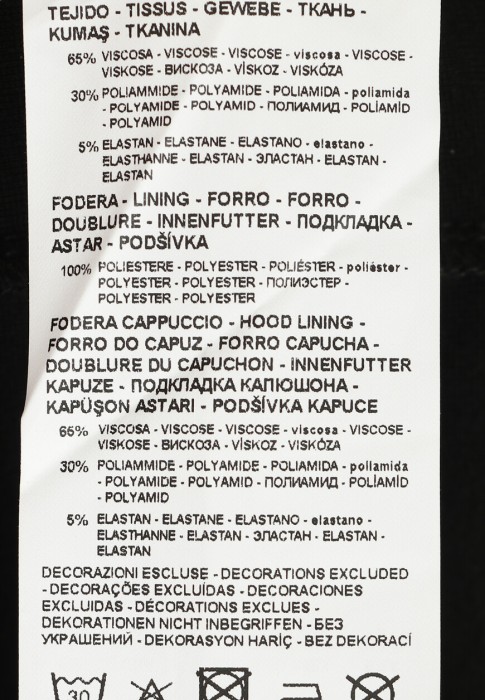 TEJIDO - TISSUS - GEWEBE - ТКАНЬ -
KUMAŞ - TKANINA
65% VISCOSA - VISCOSE - VISCOSE - viscosa - VISCOSE -
VISKOSE - ВИСКОЗА - VİSKOZ - VISKÓZA
30% POLIAMMIDE - POLYAMIDE - POLIAMIDA - poliamida
- POLYAMIDE - POLYAMID - ПОЛИАМИД - POLİAMİD
- POLYAMID
5% ELASTAN - ELASTANE - ELASTANO - elastano -
ELASTHANNE - ELASTAN - ЭЛАСТАН - ELASTAN -
ELASTAN
FODERA - LINING - FORRO - FORRO -
DOUBLURE - INNENFUTTER - ПОДКЛАДКА -
ASTAR - PODŠÍVKA
100% POLIESTERE - POLYESTER - POLIÉSTER - poliéster -
POLYESTER - POLYESTER - ПОЛИЭСТЕР -
POLYESTER - POLYESTER
FODERA CAPPUCCIO - HOOD LINING -
FORRO DO CAPUZ - FORRO CAPUCHA -
DOUBLURE DU CAPUCHON - INNENFUTTER
KAPUZE - ПОДКЛАДКА КАПЮШОНА -
KAPÜŞON ASTARI - PODŠÍVKA KAPUCE
65% VISCOSA - VISCOSE - VISCOSE - viscosa - VISCOSE -
VISKOSE - ВИСКОЗА - VİSKOZ - VISKÓZA
30% POLIAMMIDE - POLYAMIDE - POLIAMIDA - poliamida
- POLYAMIDE - POLYAMID - ПОЛИАМИД - POLİAMİD
- POLYAMID
5% ELASTAN - ELASTANE - ELASTANO - elastano -
ELASTHANNE - ELASTAN - ЭЛАСТАН - ELASTAN -
ELASTAN
DECORAZIONI ESCLUSE - DECORATIONS EXCLUDED
- DECORAÇÕES EXCLUÍDAS - DECORACIONES
EXCLUIDAS - DÉCORATIONS EXCLUES -
DEKORATIONEN NICHT INBEGRIFFEN - БЕЗ
УКРАШЕНИЙ - DEKORASYON HARİÇ - BEZ DEKORACÍ
30